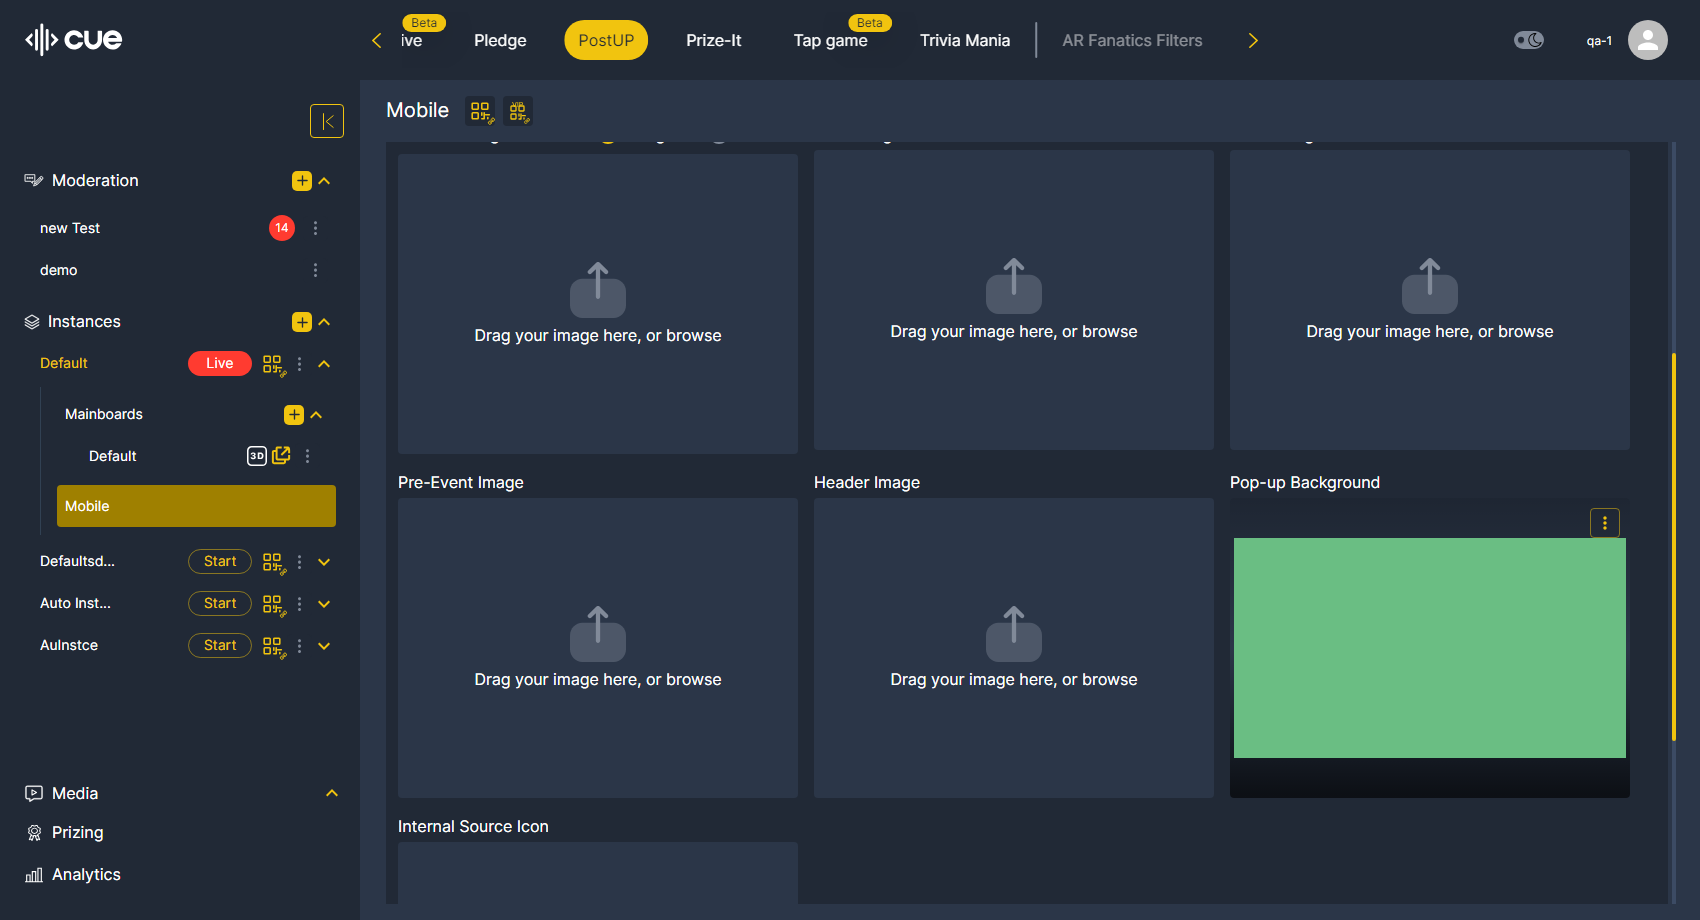 cue
Beta
ive
Pledge
PostUP
Prize-It
Beta
Tap game
Trivia Mania
AR Fanatics Filters
qa-1
Mobile
VIP
Moderation
new Test
14
demo
Instances
Default
Live
Mainboards
Default
3D
Mobile
Defaultsd...
Start
Auto Inst...
Start
AuInstce
Start
Media
Prizing
Analytics
Drag your image here, or browse
Drag your image here, or browse
Drag your image here, or browse
Pre-Event Image
Header Image
Pop-up Background
Drag your image here, or browse
Drag your image here, or browse
Internal Source Icon